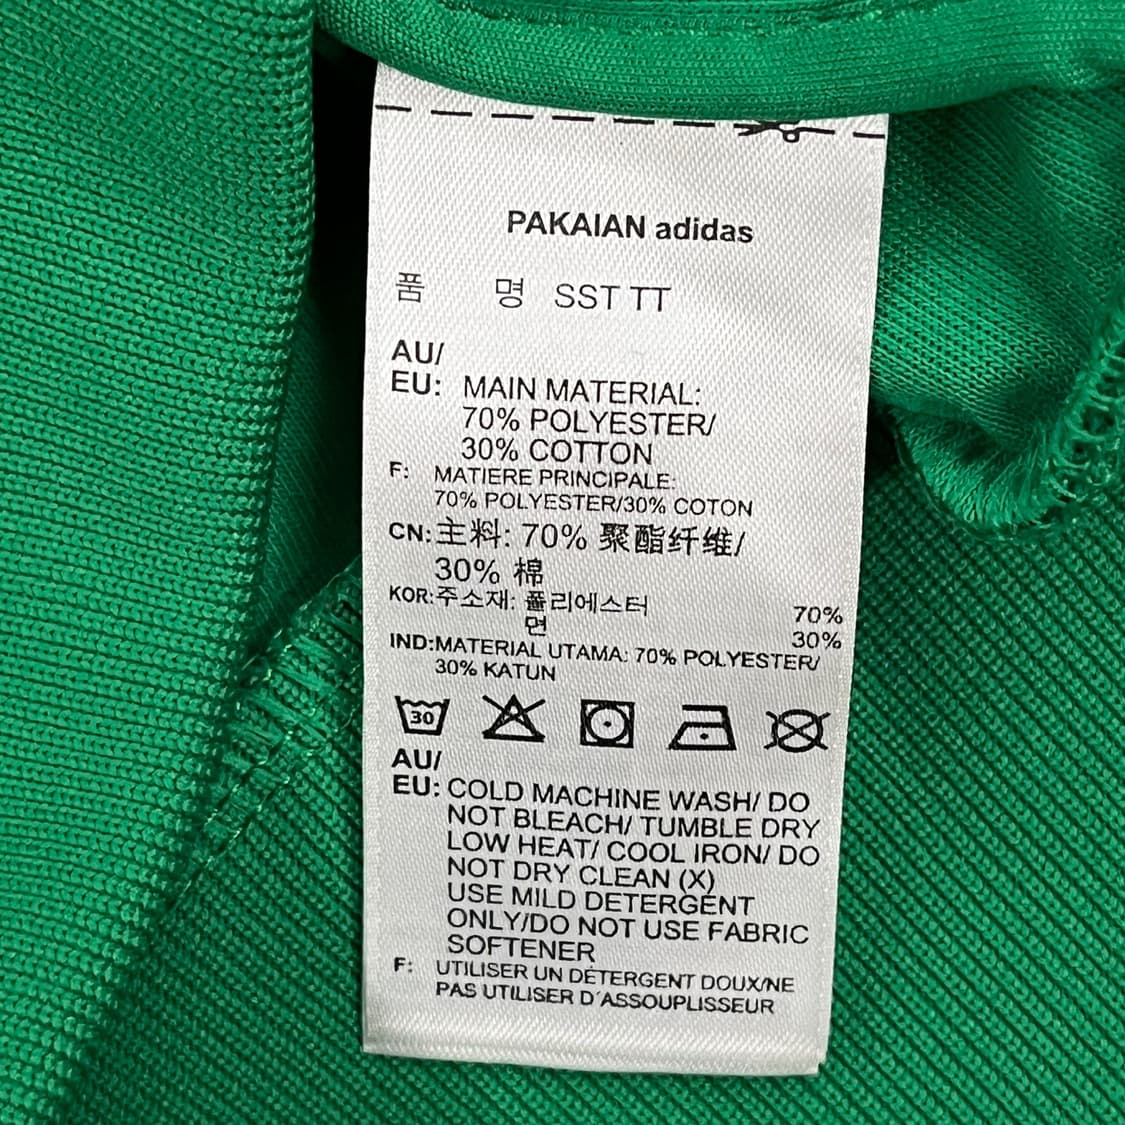 PAKAIAN adidas
품 명 SST TT
AU/
EU: MAIN MATERIAL:
70% POLYESTER/
30% COTTON
F: MATIERE PRINCIPALE:
70% POLYESTER/30% COTON
CN:主料: 70% 聚酯纤维/
30% 棉
KOR:주소재: 폴리에스터 70%
면 30%
IND:MATERIAL UTAMA: 70% POLYESTER/
30% KATUN
30
AU/
EU: COLD MACHINE WASH/ DO
NOT BLEACH/ TUMBLE DRY
LOW HEAT/ COOL IRON/ DO
NOT DRY CLEAN (X)
USE MILD DETERGENT
ONLY/DO NOT USE FABRIC
SOFTENER
F: UTILISER UN DÉTERGENT DOUX/NE
PAS UTILISER D´ASSOUPLISSEUR